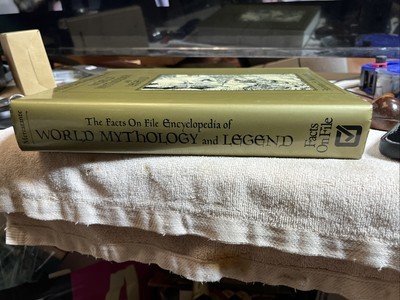 The Facts On File Encyclopedia of
WORLD MYTHOLOGY and LEGEND
Facts
On File